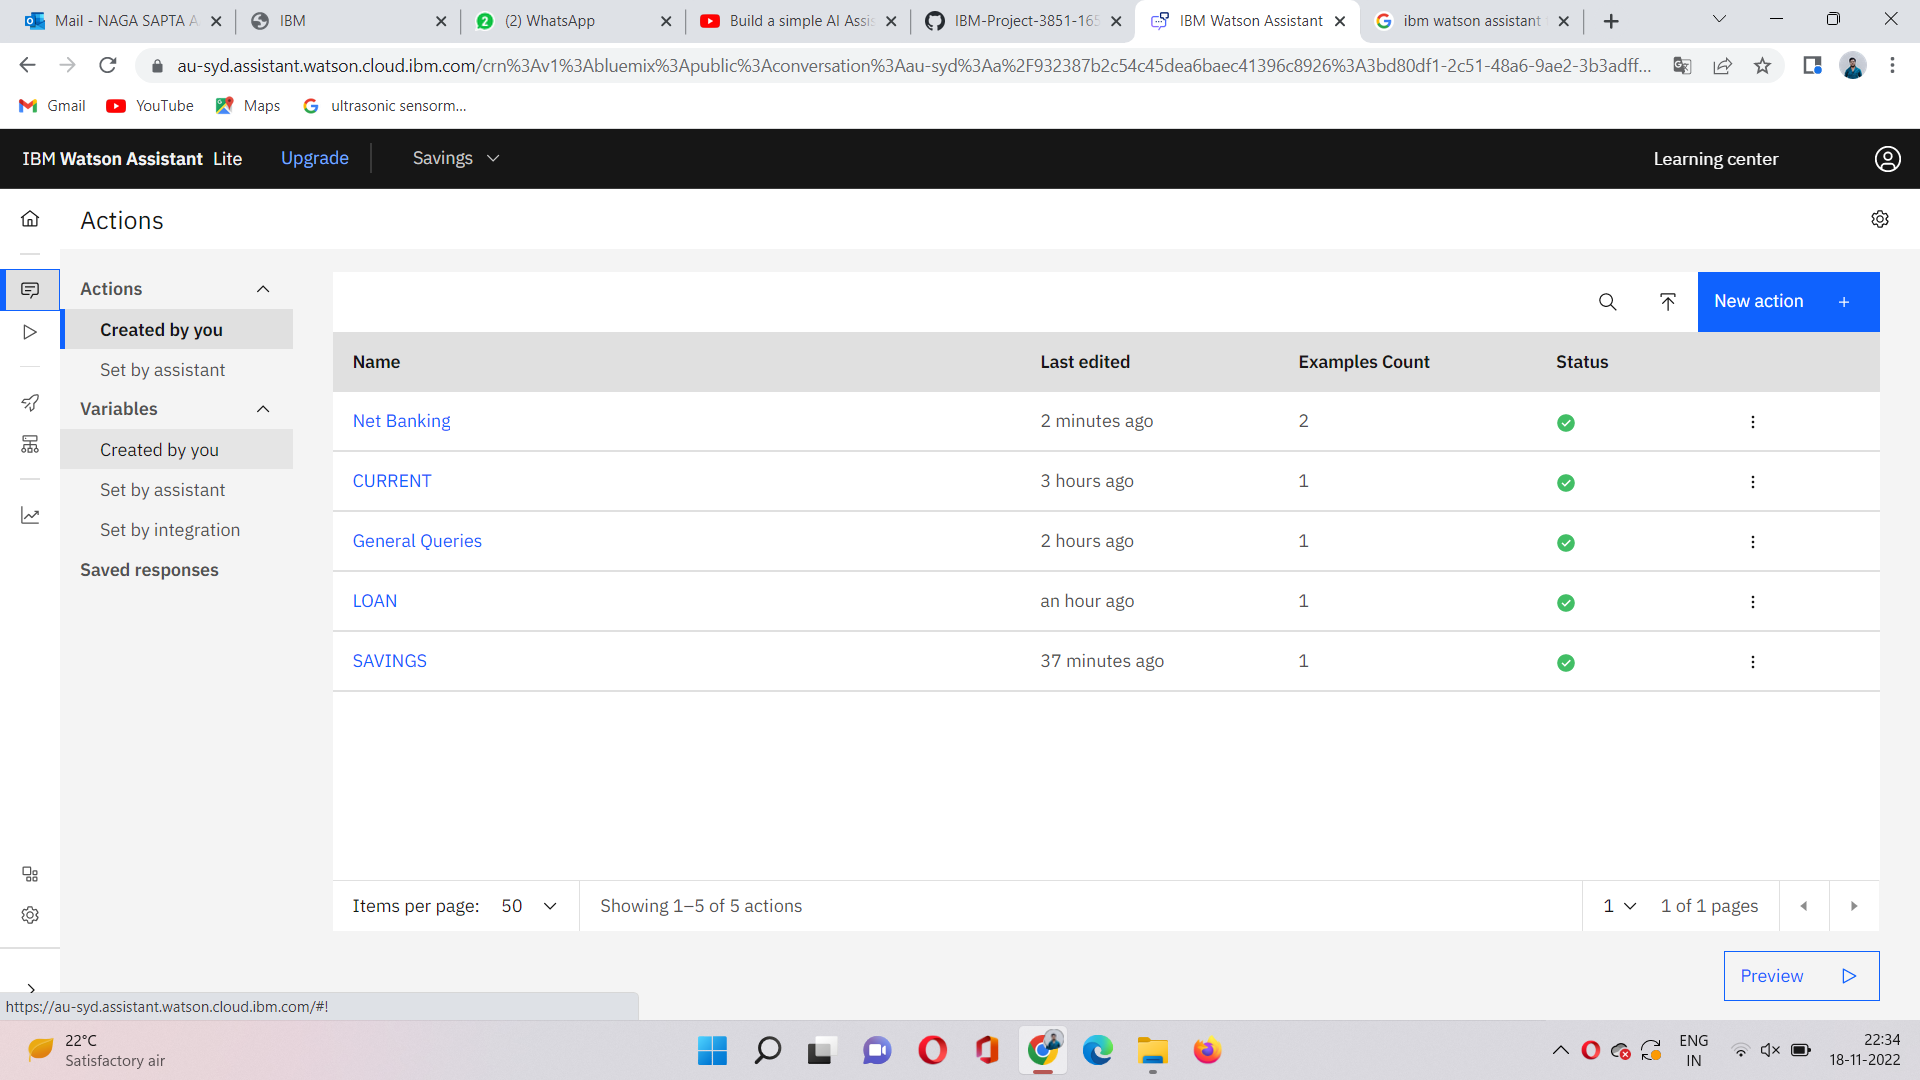 Mail - NAGA SAPTA A
IBM
(2) WhatsApp
Build a simple AI Assis
IBM-Project-3851-165
IBM Watson Assistant
ibm watson assistant
au-syd.assistant.watson.cloud.ibm.com/crn%3Av1%3Abluemix%3Apublic%3Aconversation%3Aau-syd%3Aa%2F932387b2c54c45dea6baec41396c8926%3A3bd80df1-2c51-48a6-9ae2-3b3adff...
Gmail
YouTube
Maps
ultrasonic sensorm...
IBM Watson Assistant Lite
Upgrade
Savings
Learning center
Actions
Actions
Created by you
Set by assistant
Variables
Created by you
Set by assistant
Set by integration
Saved responses
New action +
Name Last edited Examples Count Status
Net Banking 2 minutes ago 2
CURRENT 3 hours ago 1
General Queries 2 hours ago 1
LOAN an hour ago 1
SAVINGS 37 minutes ago 1
Items per page: 50
Showing 1–5 of 5 actions
1
1 of 1 pages
Preview
https://au-syd.assistant.watson.cloud.ibm.com/#!
22°C
Satisfactory air
ENG
IN
22:34
18-11-2022